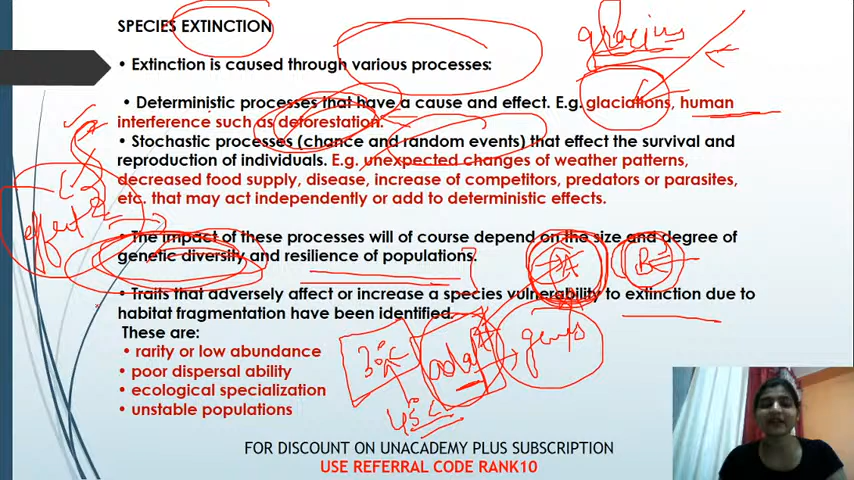 SPECIES EXTINCTION
glacius
• Extinction is caused through various processes:
• Deterministic processes that have a cause and effect. E.g. glaciations, human
interference such as deforestation.
• Stochastic processes (chance and random events) that effect the survival and
reproduction of individuals. E.g. unexpected changes of weather patterns,
decreased food supply, disease, increase of competitors, predators or parasites,
etc. that may act independently or add to deterministic effects.
effect
• The impact of these processes will of course depend on the size and degree of
genetic diversity and resilience of populations.
A B
• Traits that adversely affect or increase a species vulnerability to extinction due to
habitat fragmentation have been identified.
These are:
genes
• rarity or low abundance
• poor dispersal ability
• ecological specialization
• unstable populations
45°C
FOR DISCOUNT ON UNACADEMY PLUS SUBSCRIPTION
USE REFERRAL CODE RANK10